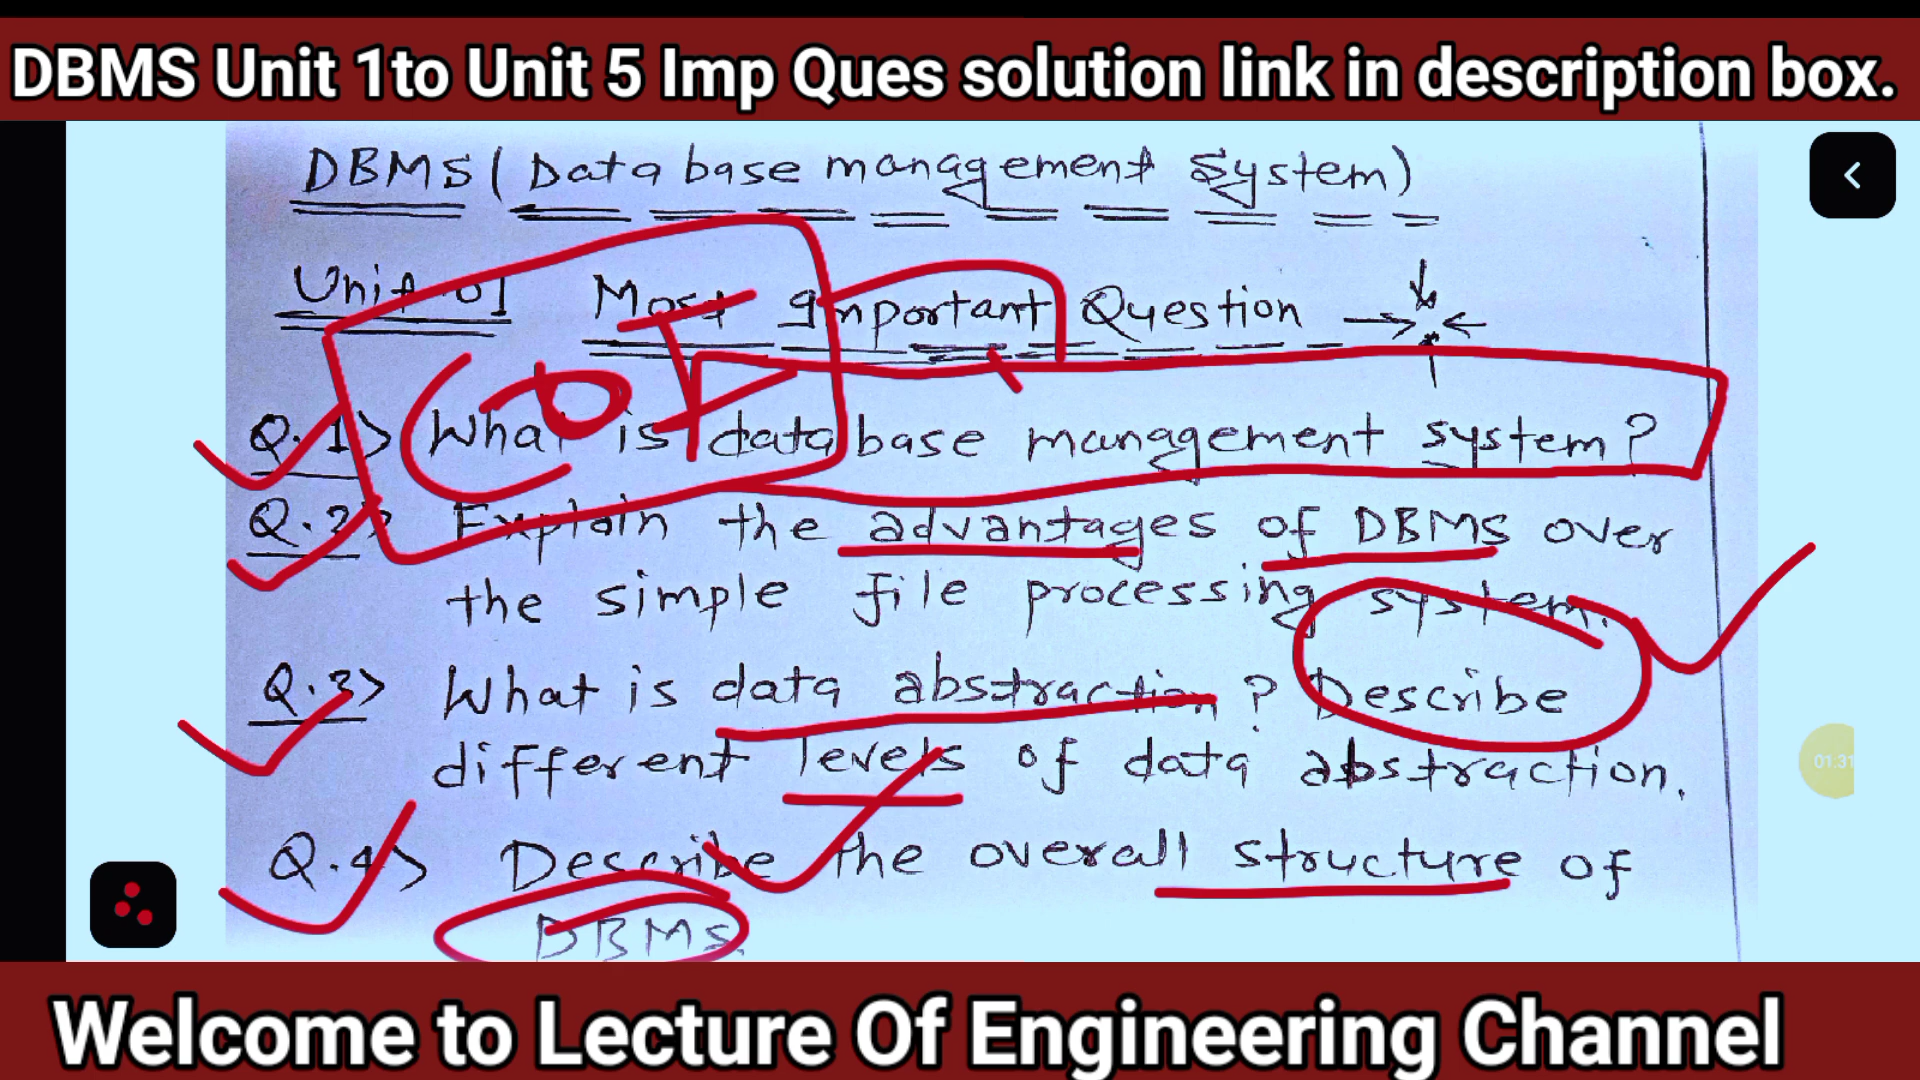 DBMS Unit 1to Unit 5 Imp Ques solution link in description box.
DBMS (Data base management System)
Unit 01 Most Important Question
Q.1> What is database management system?
Q.2> Explain the advantages of DBMS over
the simple file processing system.
Q.3> What is data abstraction? Describe
different levels of data abstraction.
Q.4> Describe the overall structure of
DBMS.
01:31
Welcome to Lecture Of Engineering Channel